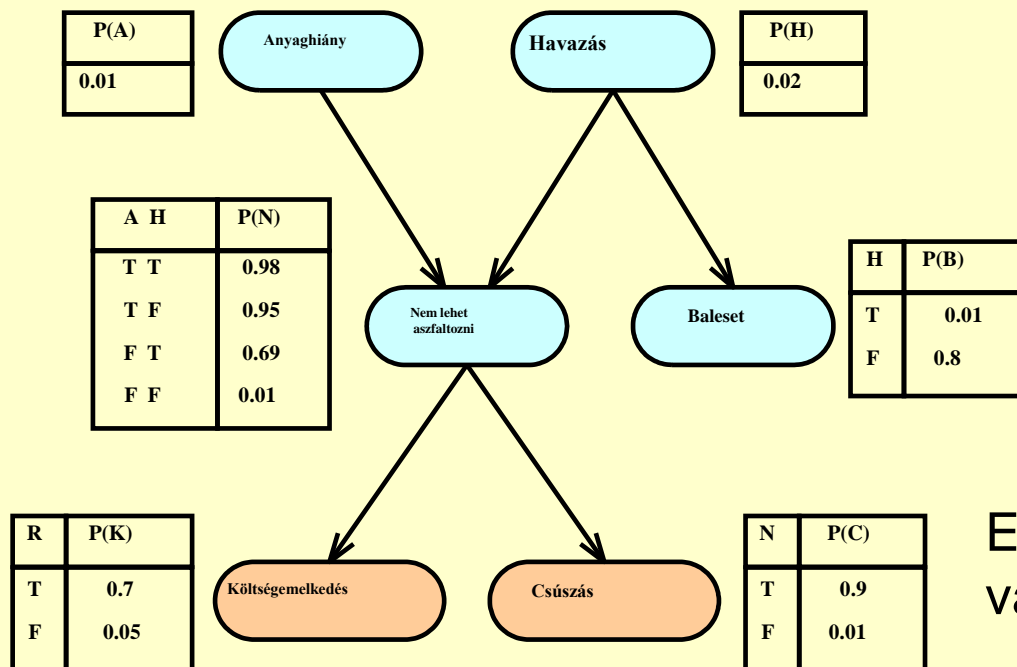 P(A)
0.01
Anyaghiány
Havazás
P(H)
0.02
A H P(N)
T T 0.98
T F 0.95
F T 0.69
F F 0.01
Nem lehet
aszfaltozni
Baleset
H P(B)
T 0.01
F 0.8
R P(K)
T 0.7
F 0.05
Költségemelkedés
Csúszás
N P(C)
T 0.9
F 0.01